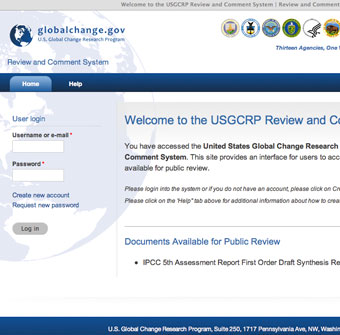 Welcome to the USGCRP Review and Comment System | Review and Comment
globalchange.gov
U.S. Global Change Research Program
Thirteen Agencies, One
Review and Comment System
Home Help
User login
Username or e-mail *
Password *
Create new account
Request new password
Log in
Welcome to the USGCRP Review and Co
You have accessed the United States Global Change Research
Comment System. This site provides an interface for users to acc
available for public review.
Please login into the system or if you do not have an account, please click on Cr
Please click on the "Help" tab above for additional information about how to crea
Documents Available for Public Review
IPCC 5th Assessment Report First Order Draft Synthesis Re
U.S. Global Change Research Program, Suite 250, 1717 Pennsylvania Ave, NW, Washin